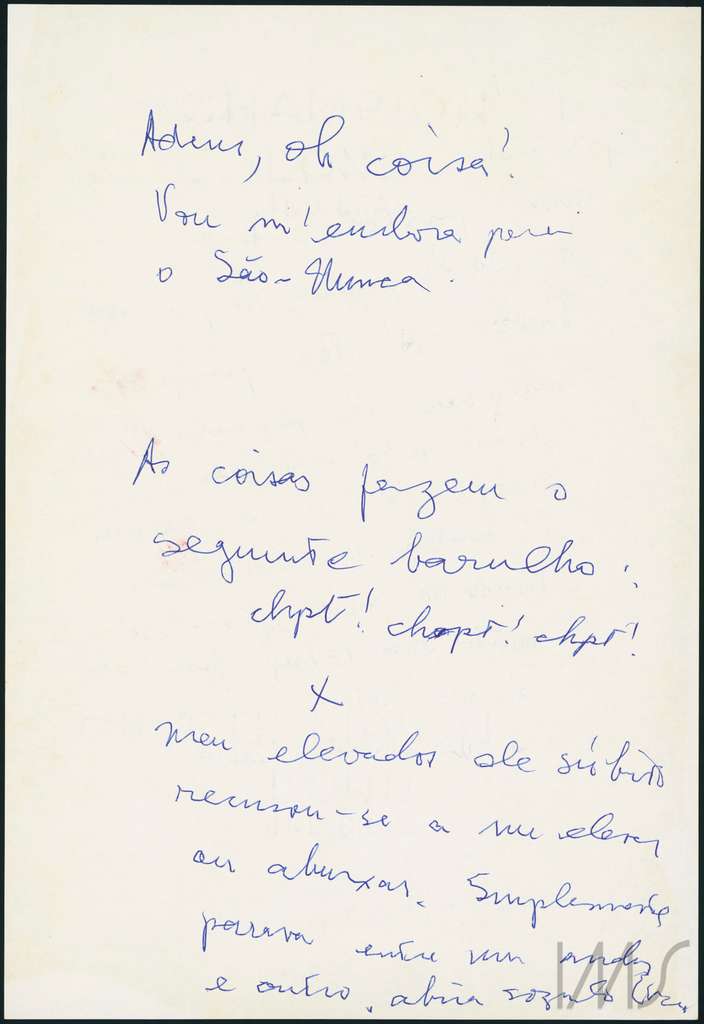 Adeus, oh coisa!
Vou m'embora para
o São-Nunca.
As coisas fazem o
seguinte barulho:
chpt! chopt! chpt!
x
Meu elevador de súbito
recusou-se a me elevar
ou abaixar. Simplesmente
parava entre um andar
e outro, abria sozinho
IMS